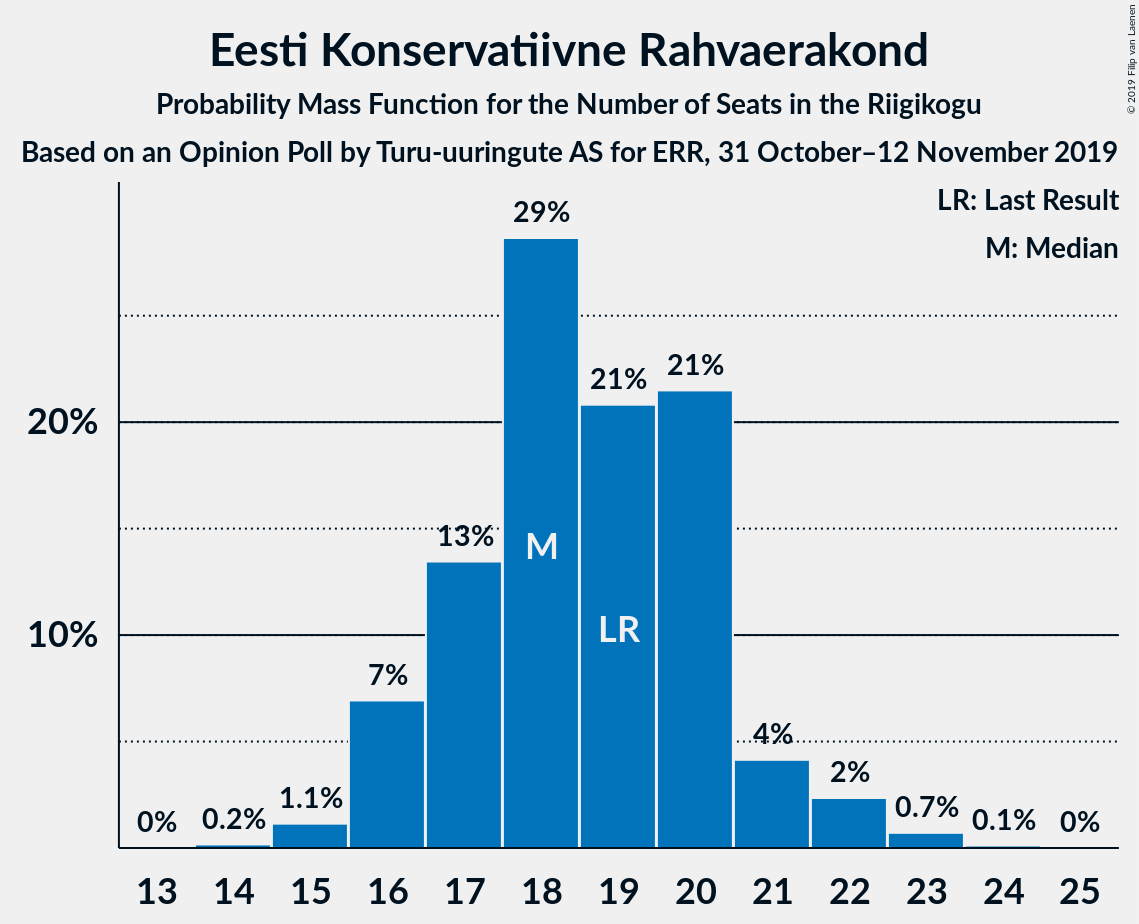 Eesti Konservatiivne Rahvaerakond
Probability Mass Function for the Number of Seats in the Riigikogu
Based on an Opinion Poll by Turu-uuringute AS for ERR, 31 October–12 November 2019
© 2019 Filip van Laenen
LR: Last Result
M: Median
29%
21%
21%
20%
13%
M
LR
10%
7%
4%
2%
1.1%
0.7%
0% 0.2% 0.1% 0%
13 14 15 16 17 18 19 20 21 22 23 24 25